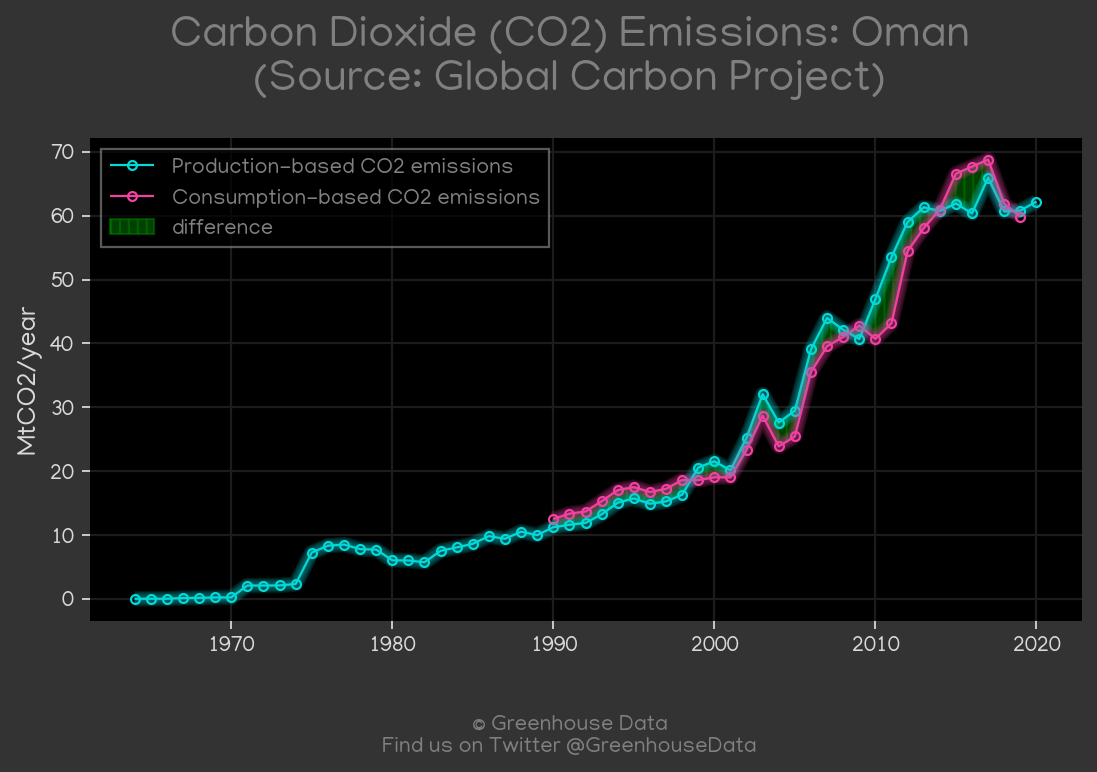 Carbon Dioxide (CO2) Emissions: Oman
(Source: Global Carbon Project)
Production-based CO2 emissions
Consumption-based CO2 emissions
difference
MtCO2/year
70
60
50
40
30
20
10
0
1970 1980 1990 2000 2010 2020
© Greenhouse Data
Find us on Twitter @GreenhouseData